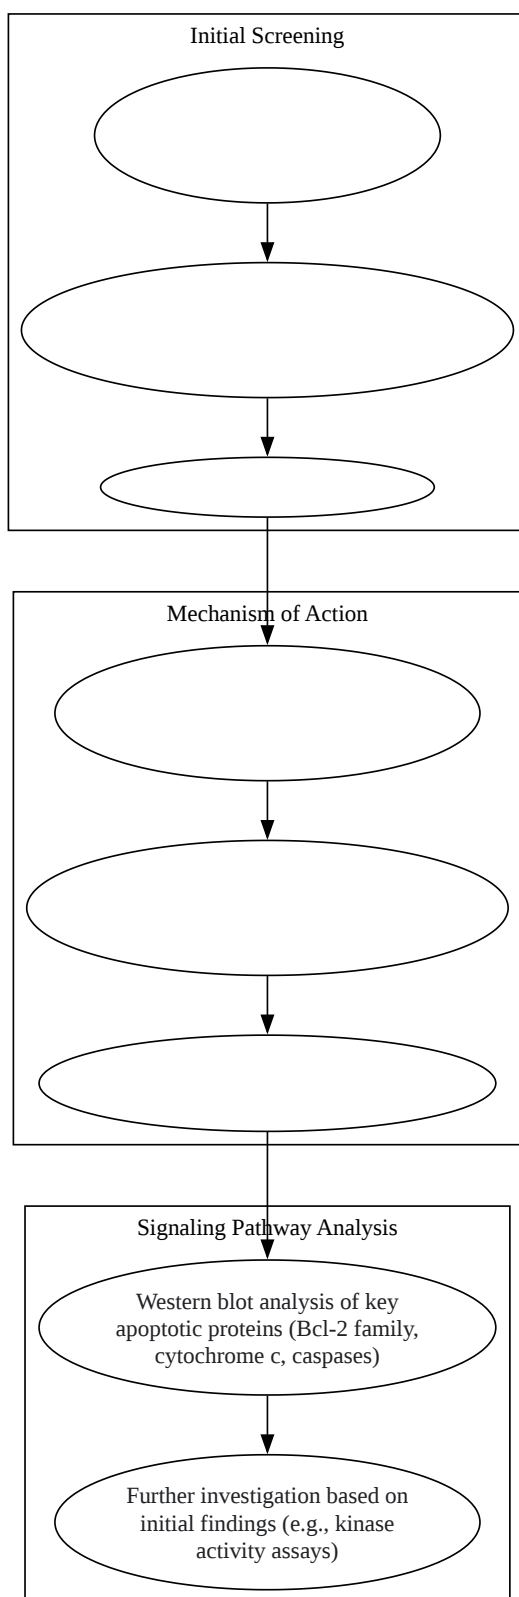 Initial Screening
Mechanism of Action
Signaling Pathway Analysis
Western blot analysis of key
apoptotic proteins (Bcl-2 family,
cytochrome c, caspases)
Further investigation based on
initial findings (e.g., kinase
activity assays)